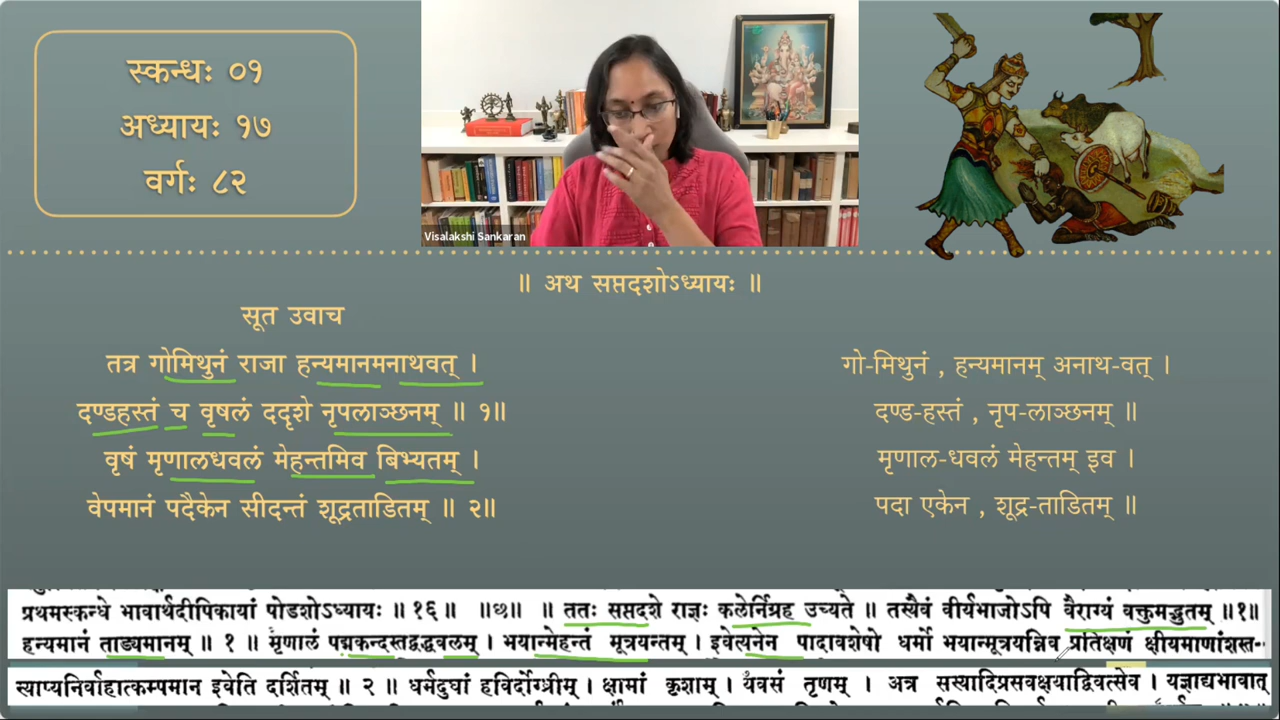 स्कन्धः ०१
अध्यायः १७
वर्गः ८२
Visalakshi Sankaran
॥ अथ सप्तदशोऽध्यायः ॥
सूत उवाच
तत्र गोमिथुनं राजा हन्यमानमनाथवत् ।
दण्डहस्तं च वृषलं ददृशे नृपलाञ्छनम् ॥ १॥
वृषं मृणालधवलं मेहन्तमिव बिभ्यतम् ।
वेपमानं पदैकेन सीदन्तं शूद्रताडितम् ॥ २॥
गो-मिथुनं , हन्यमानम् अनाथ-वत् ।
दण्ड-हस्तं , नृप-लाञ्छनम् ॥
मृणाल-धवलं मेहन्तम् इव ।
पदा एकेन , शूद्र-ताडितम् ॥
प्रथमस्कन्धे भावार्थदीपिकायां षोडशोऽध्यायः ॥ १६ ॥ ॥छ॥ ॥ ततः सप्तदशे राज्ञः कलेर्निग्रह उच्यते ॥ तस्यैवं वीर्यभाजोऽपि वैराग्यं वक्तुमद्भुतम् ॥१॥
हन्यमानं ताड्यमानम् ॥ १ ॥ मृणालं पद्मकन्दस्तद्वद्धवलम् । भयान्मेहन्तं मूत्रयन्तम् । इवेत्यनेन पादावशेषो धर्मो भयान्मूत्रयन्निव प्रतिक्षणं क्षीयमाणांशस्त-
स्याप्यनिर्वाहात्कम्पमान इवेति दर्शितम् ॥ २ ॥ धर्मदुघां हविर्दोग्ध्रीम् । क्षामां कृशाम् । यवसं तृणम् । अत्र सस्यादिप्रसवक्षयाद्विवत्सेव । यज्ञाद्यभावात्